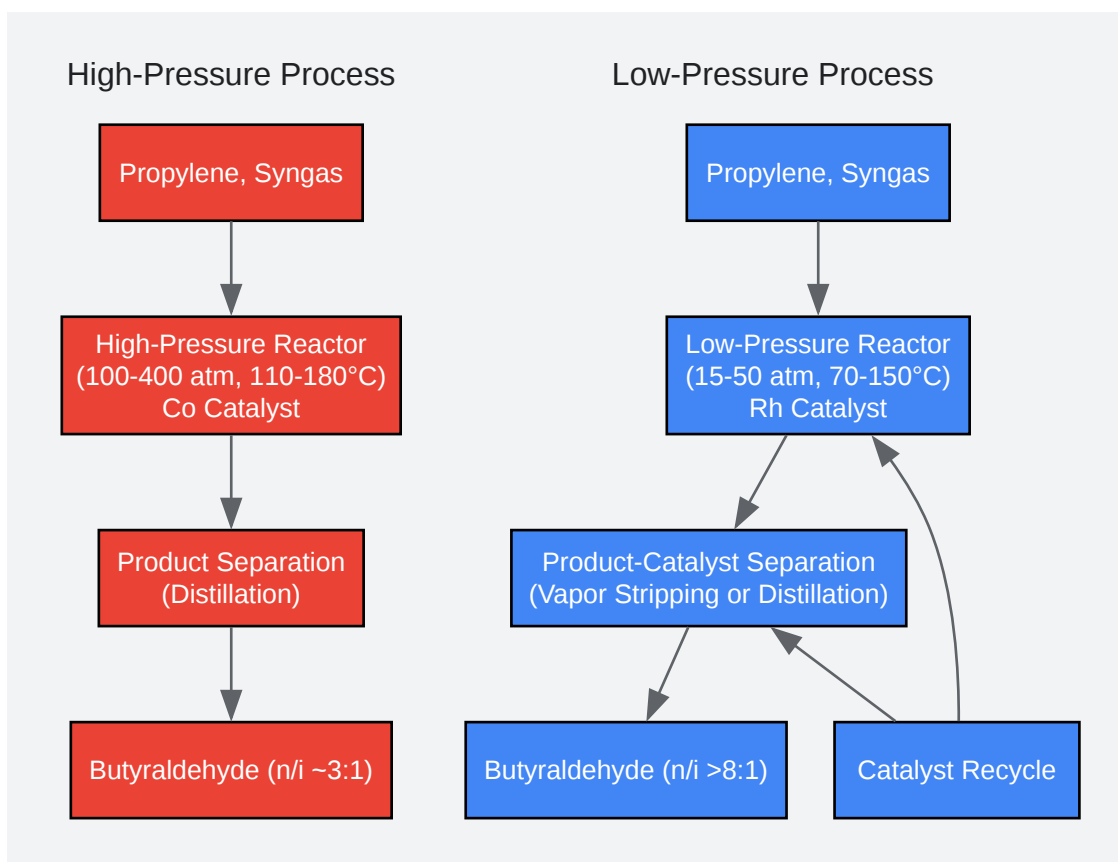 High-Pressure Process
Propylene, Syngas
High-Pressure Reactor
(100-400 atm, 110-180°C)
Co Catalyst
Product Separation
(Distillation)
Butyraldehyde (n/i ~3:1)
Low-Pressure Process
Propylene, Syngas
Low-Pressure Reactor
(15-50 atm, 70-150°C)
Rh Catalyst
Product-Catalyst Separation
(Vapor Stripping or Distillation)
Butyraldehyde (n/i >8:1)
Catalyst Recycle